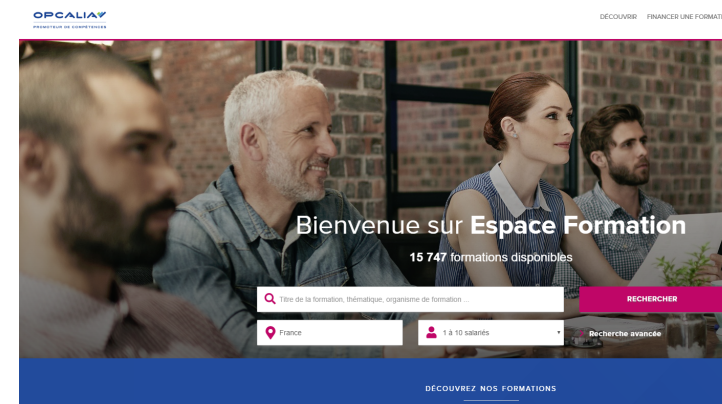 OPCALIA
PROMOTEUR DE COMPÉTENCES
DÉCOUVRIR FINANCER UNE FORMATI
Bienvenue sur Espace Formation
15 747 formations disponibles
Titre de la formation, thématique, organisme de formation ...
RECHERCHER
France
1 à 10 salariés
Recherche avancée
DÉCOUVREZ NOS FORMATIONS